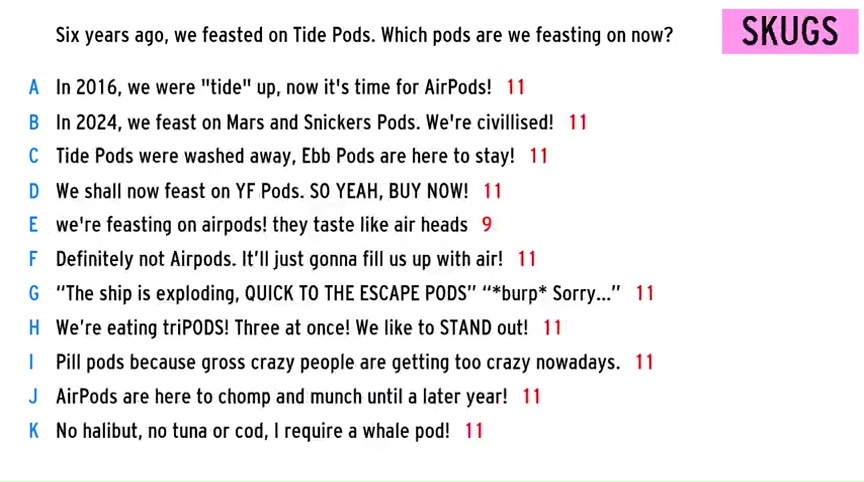 Six years ago, we feasted on Tide Pods. Which pods are we feasting on now?
SKUGS
A In 2016, we were "tide" up, now it's time for AirPods! 11
B In 2024, we feast on Mars and Snickers Pods. We're civillised! 11
C Tide Pods were washed away, Ebb Pods are here to stay! 11
D We shall now feast on YF Pods. SO YEAH, BUY NOW! 11
E we're feasting on airpods! they taste like air heads 9
F Definitely not Airpods. It’ll just gonna fill us up with air! 11
G “The ship is exploding, QUICK TO THE ESCAPE PODS” “*burp* Sorry...” 11
H We’re eating triPODS! Three at once! We like to STAND out! 11
I Pill pods because gross crazy people are getting too crazy nowadays. 11
J AirPods are here to chomp and munch until a later year! 11
K No halibut, no tuna or cod, I require a whale pod! 11